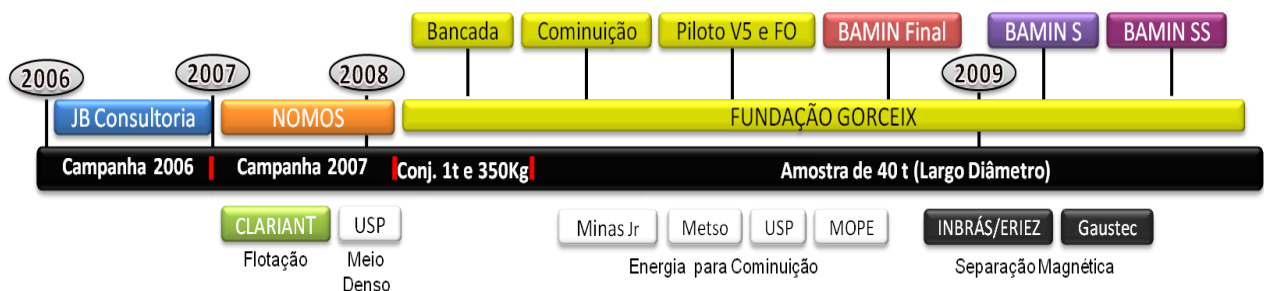 Bancada Cominuição Piloto V5 e FO BAMIN Final BAMIN S BAMIN SS
2006 2007 2008 2009
JB Consultoria NOMOS FUNDAÇÃO GORCEIX
Campanha 2006 Campanha 2007 Conj. 1t e 350Kg Amostra de 40 t (Largo Diâmetro)
CLARIANT USP Minas Jr Metso USP MOPE INBRÁS/ERIEZ Gaustec
Flotação Meio Energia para Cominuição Separação Magnética
Denso